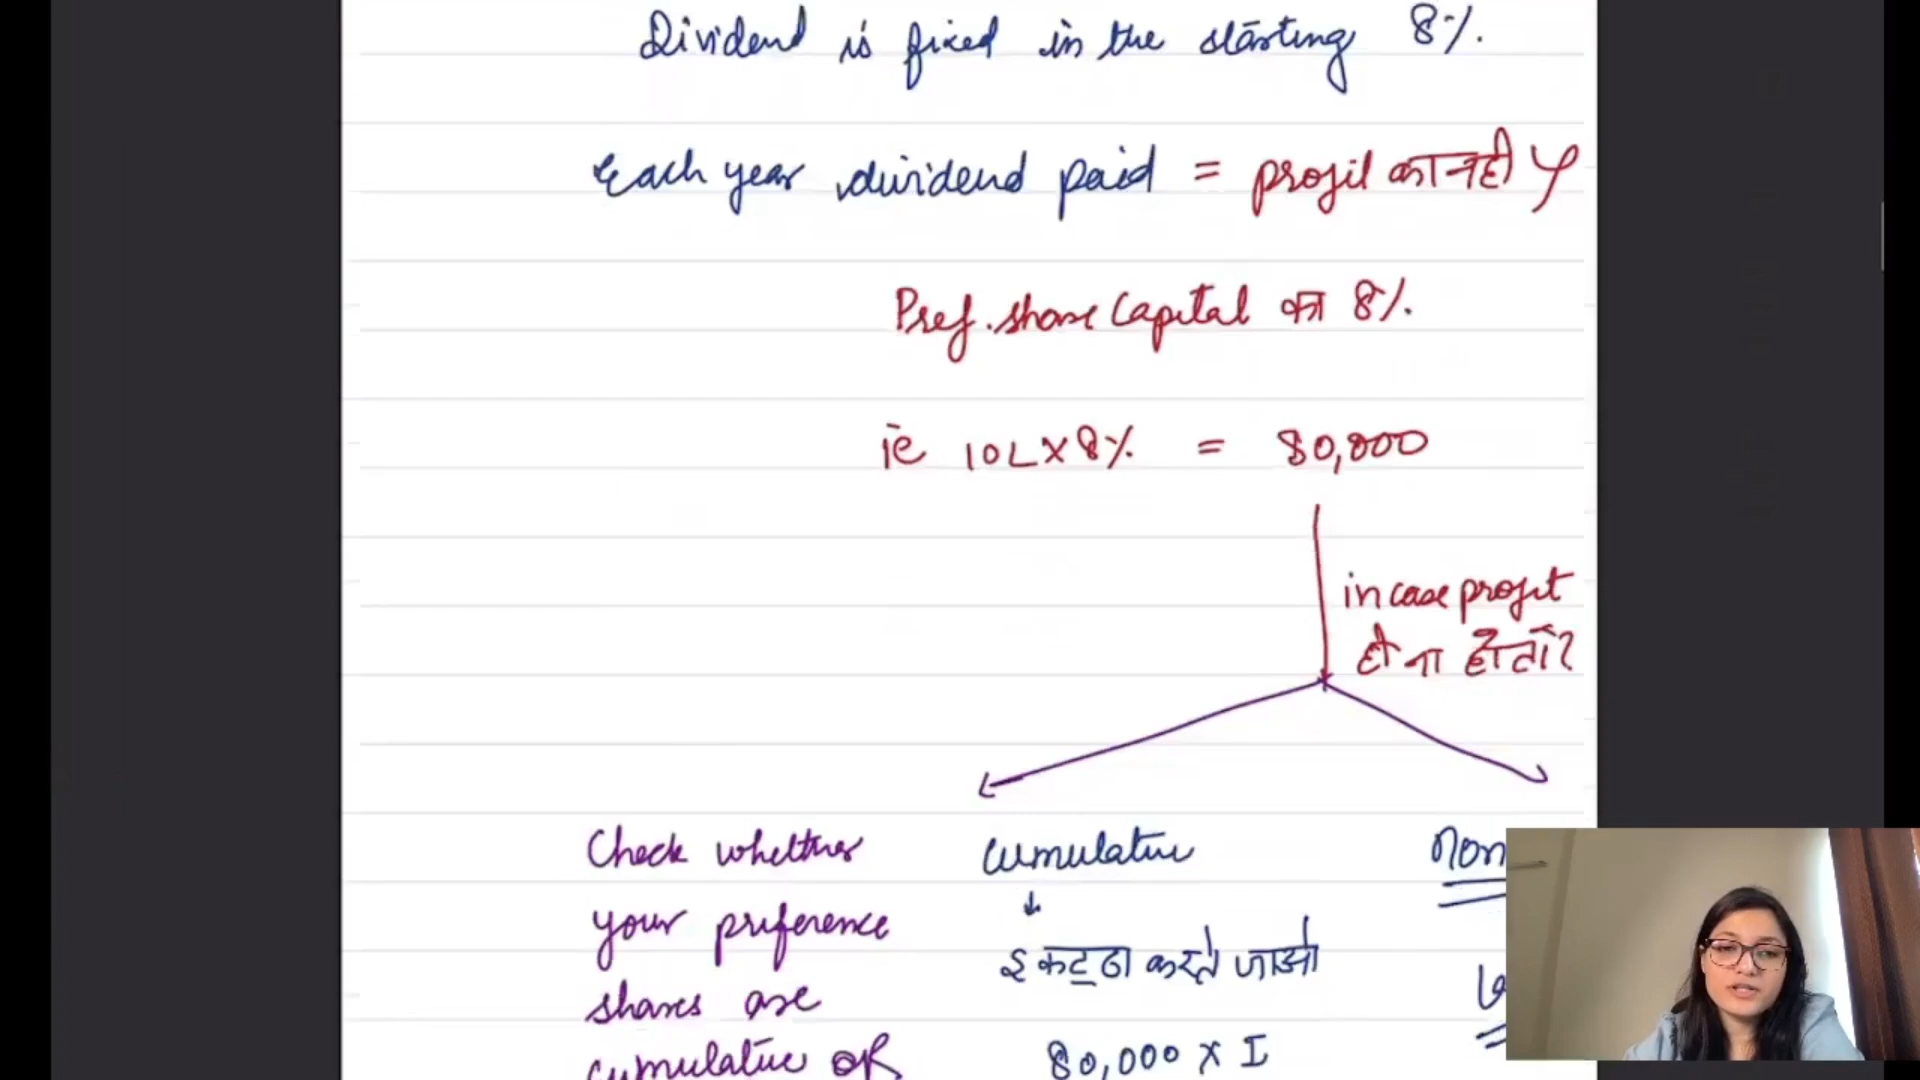 Dividend is fixed in the starting 8%.
Each year dividend paid = profit का नही
Pref. share Capital का 8%.
ie 10L X 8% = 80,000
in case profit
हो ना हो तो?
Check whether
your preference
shares are
cumulative OR
Cumulative
↓
इकट्ठा करते जाओ
80,000 X I
Non